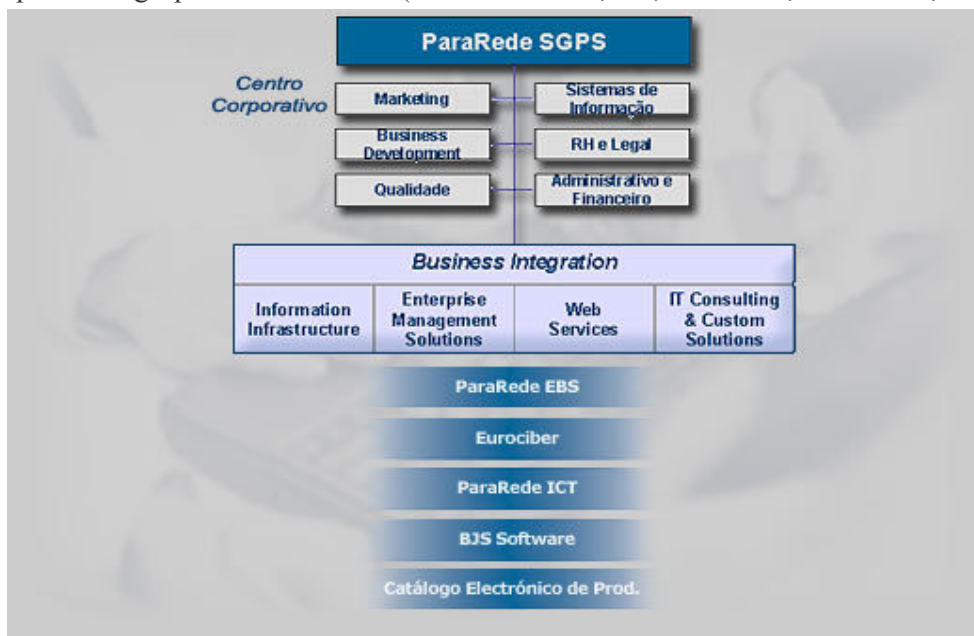 ParaRede SGPS
Centro
Corporativo
Marketing
Sistemas de
Informação
Business
Development
RH e Legal
Qualidade
Administrativo e
Financeiro
Business Integration
Information
Infrastructure
Enterprise
Management
Solutions
Web
Services
IT Consulting
& Custom
Solutions
ParaRede EBS
Eurociber
ParaRede ICT
BJS Software
Catálogo Electrónico de Prod.